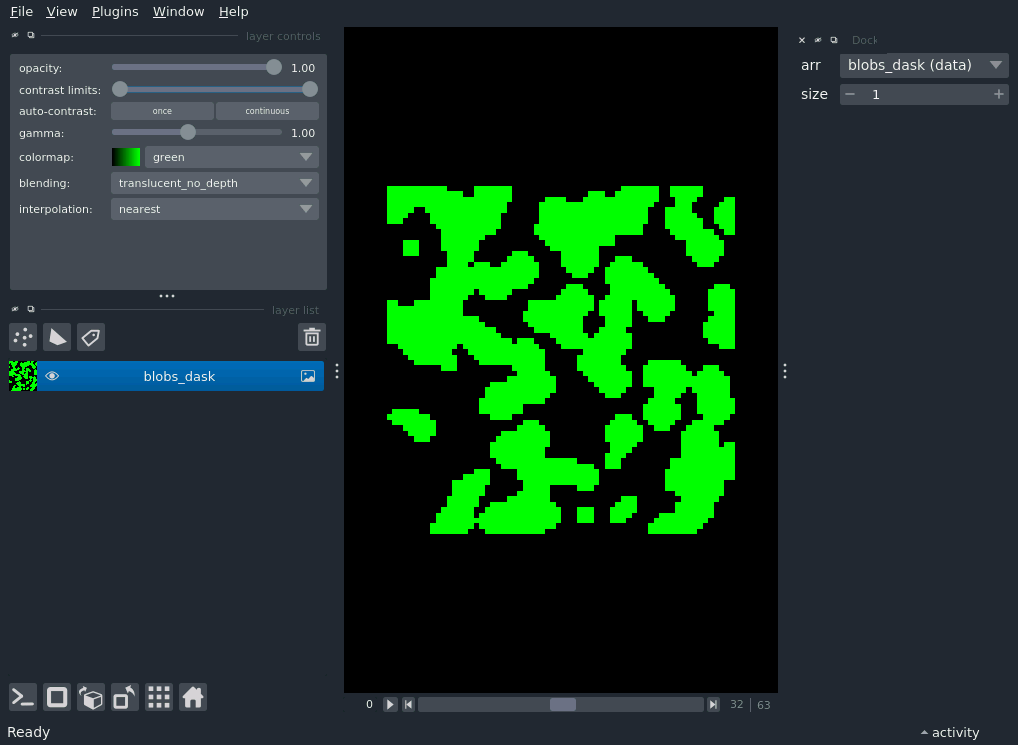 File View Plugins Window Help
layer controls
opacity: 1.00
contrast limits:
auto-contrast: once continuous
gamma: 1.00
colormap: green
blending: translucent_no_depth
interpolation: nearest
layer list
blobs_dask
Dock
arr blobs_dask (data)
size 1
0 32 63
Ready
activity